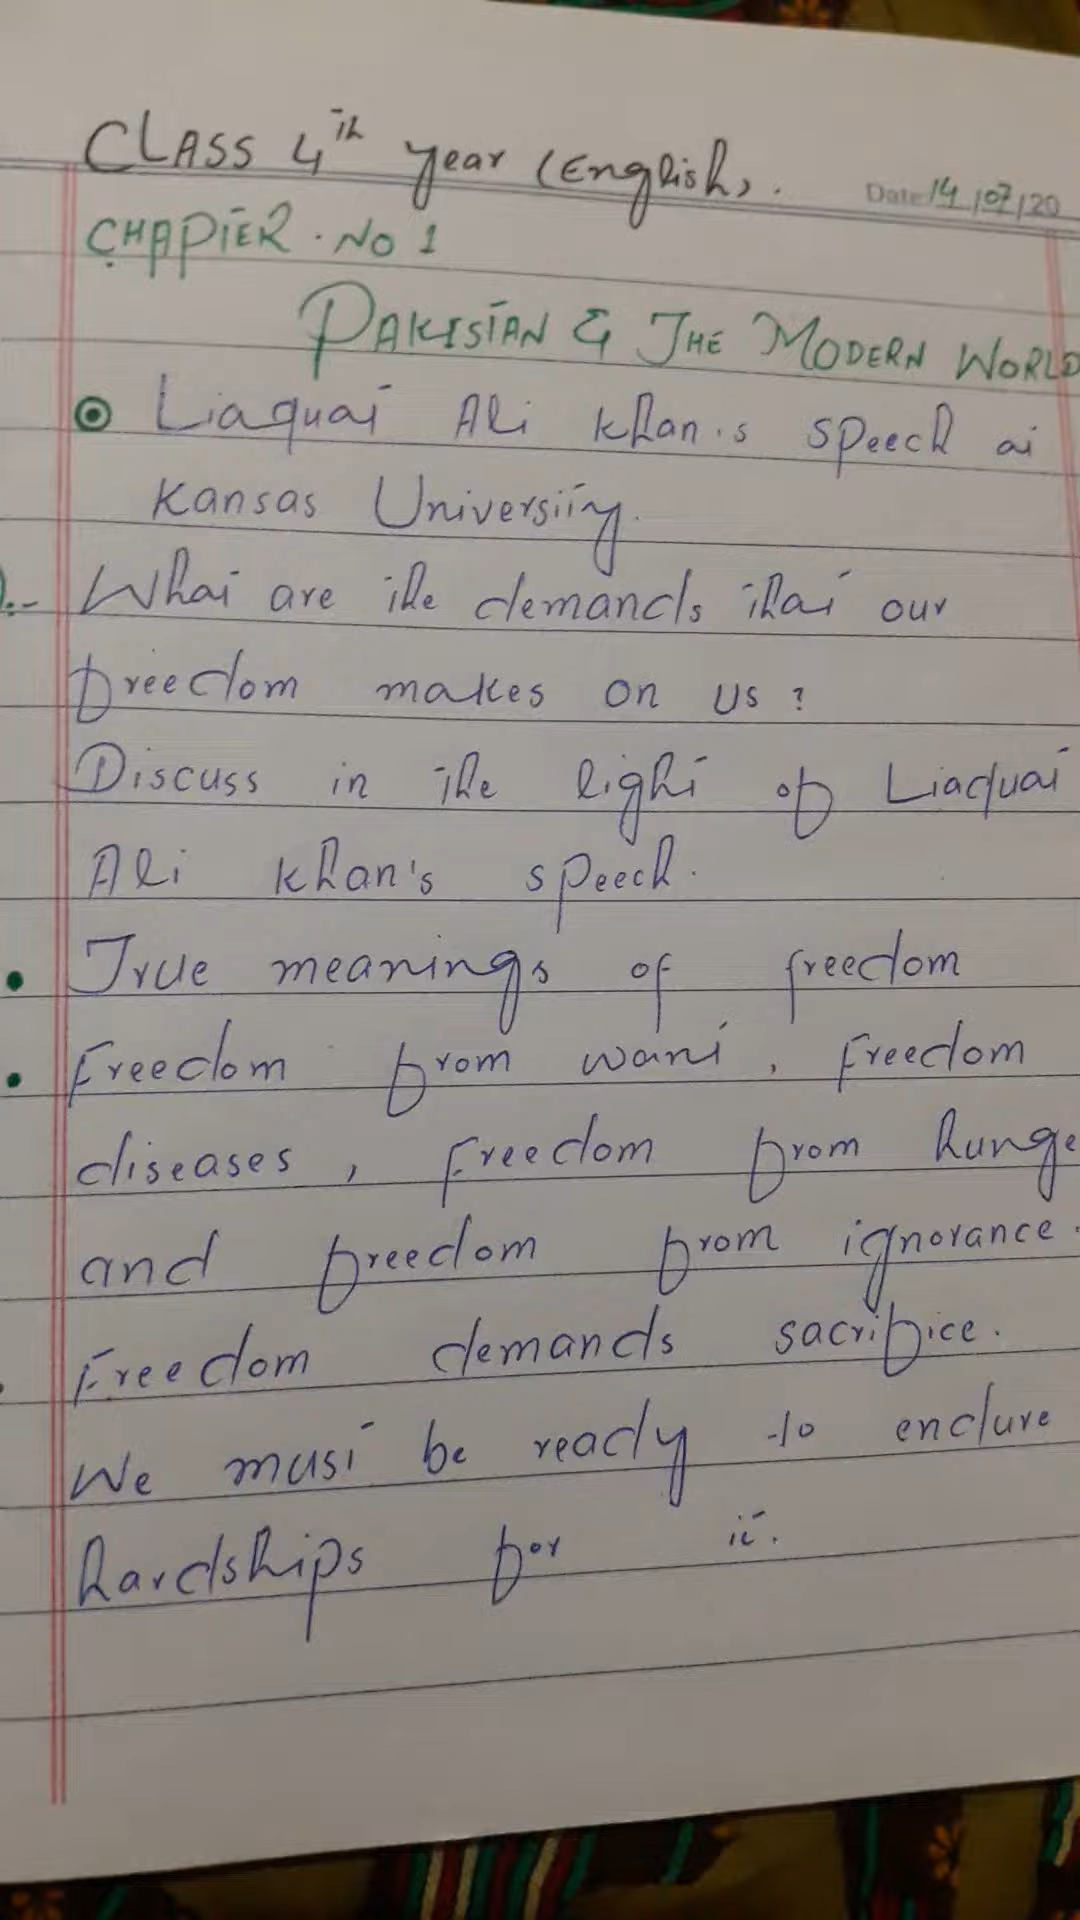 CLASS 4th year (English).
Date 14/07/20
CHAPTER. NO 1
PAKISTAN & THE MODERN WORLD
Liaquat Ali Khan's speech at
Kansas University.
What are the demands that our
freedom makes on us?
Discuss in the light of Liaquat
Ali Khan's speech.
• True meanings of freedom
• Freedom from want, Freedom
diseases, Freedom from hunge
and freedom from ignorance.
Freedom demands sacrifice.
We must be ready to endure
hardships for it.